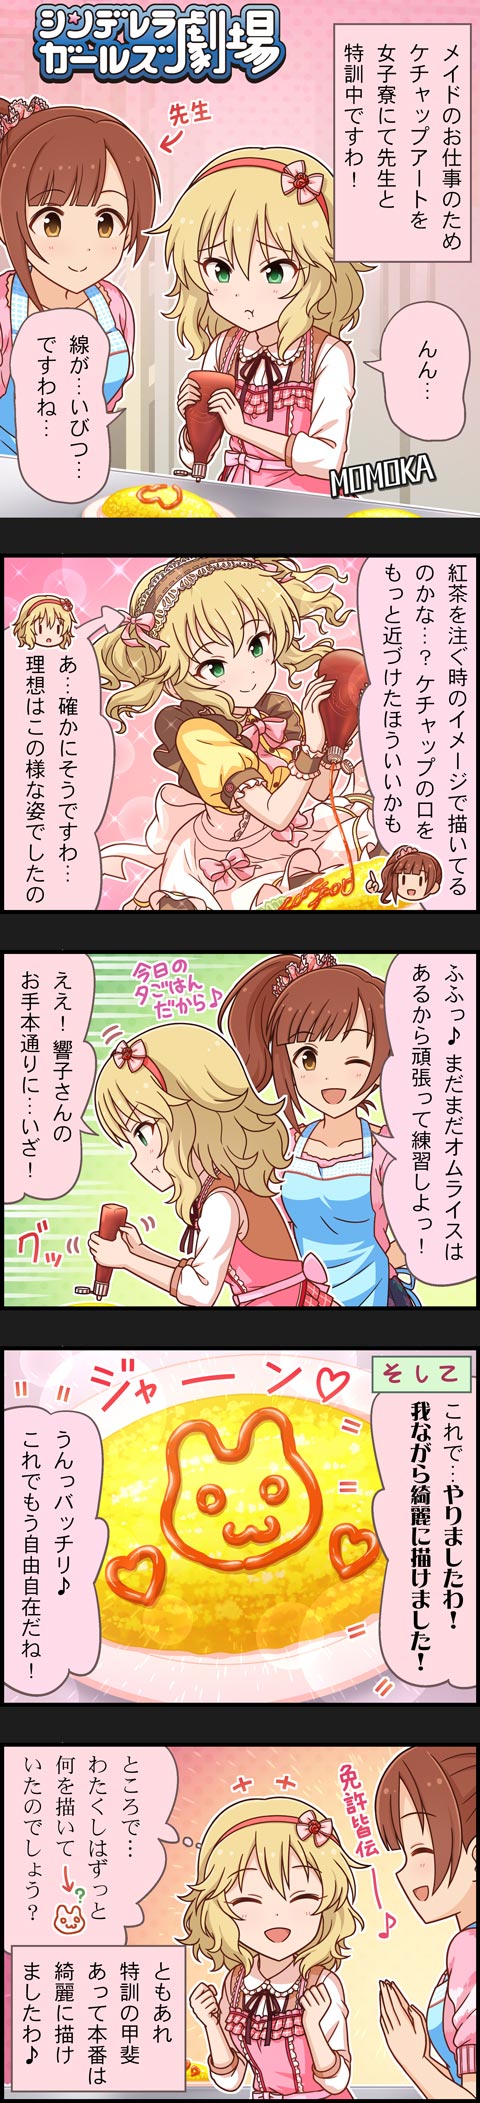 シンデレラ
ガールズ劇場
メイドのお仕事のため
ケチャップアートを
女子寮にて先生と
特訓中ですわ！
先生
んん…
線が…いびつ…
ですわね…
MOMOKA
紅茶を注ぐ時のイメージで描いてる
のかな…？ケチャップの口を
もっと近づけたほういいかも
あ…確かにそうですわ…
理想はこの様な姿でしたの
ふふっ♪まだまだオムライスは
あるから頑張って練習しよっ！
今日の
夕ごはん
だから♪
ええ！響子さんの
お手本通りに…いざ！
グッ
そして
これで…やりましたわ！
我ながら綺麗に描けました！
ジャーン♡
うんっバッチリ♪
これでもう自由自在だね！
免許皆伝ー♪
ところで…
わたくしはずっと
何を描いて
いたのでしょう？
?
ともあれ
特訓の甲斐
あって本番は
綺麗に描け
ましたわ♪